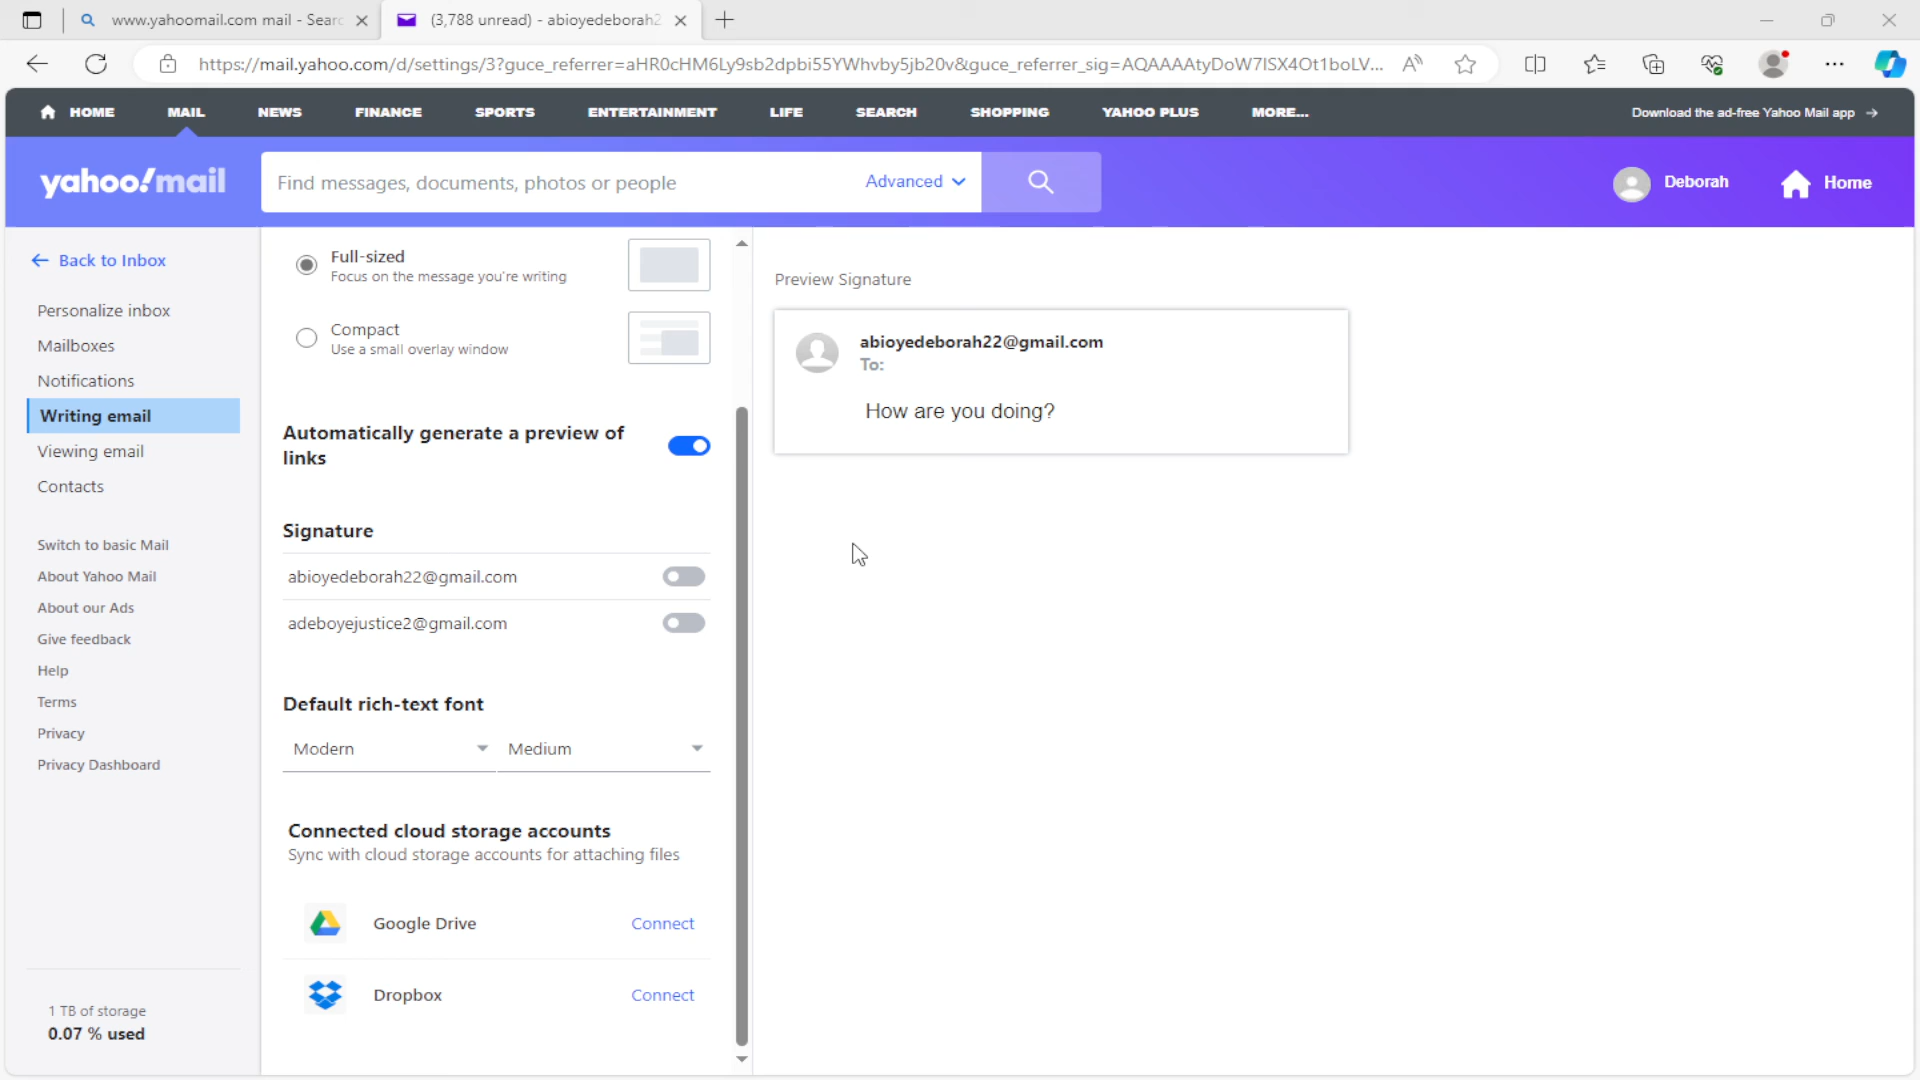 www.yahoomail.com mail - Searc
(3,788 unread) - abioyedeborah2
https://mail.yahoo.com/d/settings/3?guce_referrer=aHR0cHM6Ly9sb2dpbi55YWhvby5jb20v&guce_referrer_sig=AQAAAAtyDoW7ISX4Ot1boLV...
HOME MAIL NEWS FINANCE SPORTS ENTERTAINMENT LIFE SEARCH SHOPPING YAHOO PLUS MORE...
Download the ad-free Yahoo Mail app →
yahoo!mail
Find messages, documents, photos or people
Advanced
Deborah
Home
Back to Inbox
Personalize inbox
Mailboxes
Notifications
Writing email
Viewing email
Contacts
Switch to basic Mail
About Yahoo Mail
About our Ads
Give feedback
Help
Terms
Privacy
Privacy Dashboard
1 TB of storage
0.07 % used
Full-sized
Focus on the message you're writing
Compact
Use a small overlay window
Automatically generate a preview of
links
Signature
abioyedeborah22@gmail.com
adeboyejustice2@gmail.com
Default rich-text font
Modern Medium
Connected cloud storage accounts
Sync with cloud storage accounts for attaching files
Google Drive Connect
Dropbox Connect
Preview Signature
abioyedeborah22@gmail.com
To:
How are you doing?